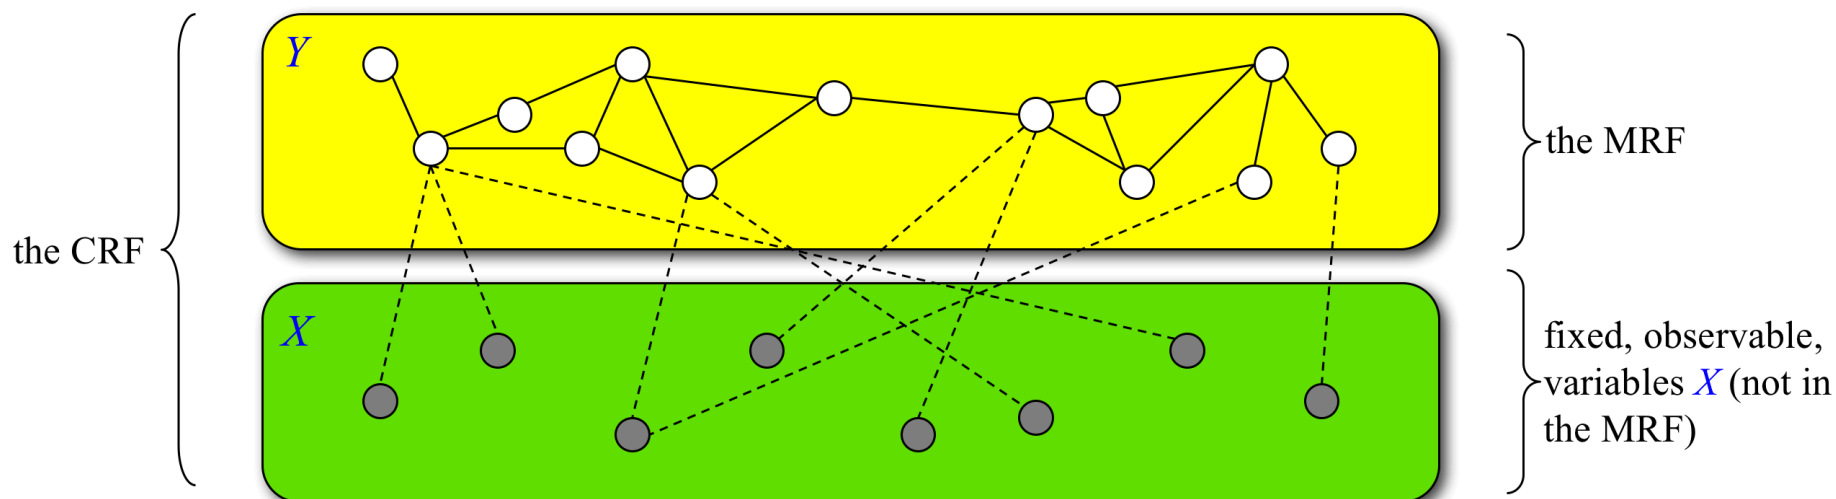 Y
the MRF
the CRF
X
fixed, observable,
variables X (not in
the MRF)